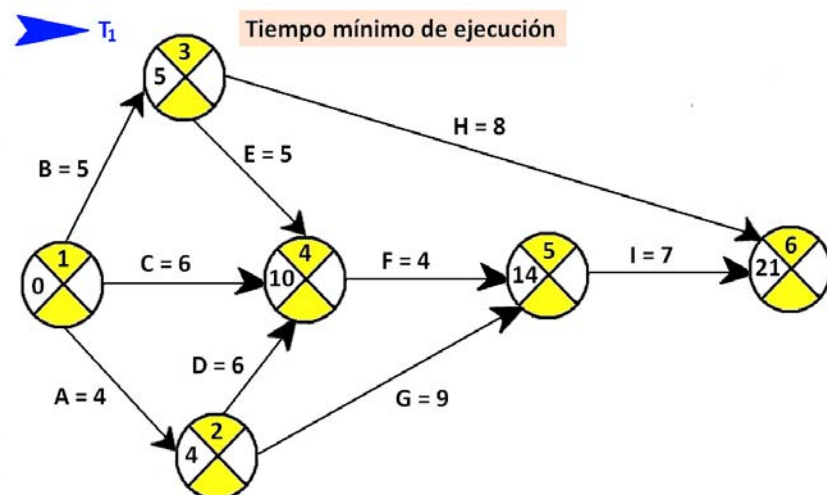 T1
Tiempo mínimo de ejecución
3
5
H = 8
B = 5
E = 5
1
0
C = 6
4
10
F = 4
5
14
I = 7
6
21
D = 6
A = 4
G = 9
2
4